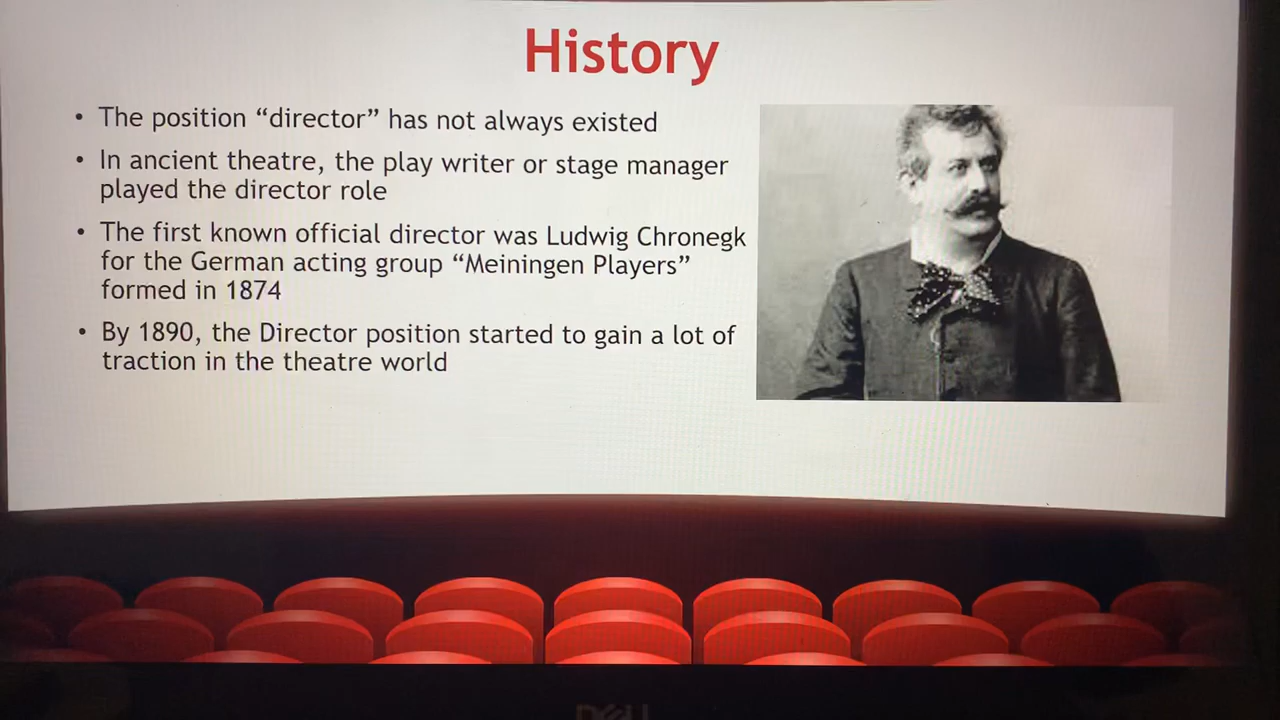 History
• The position “director” has not always existed
• In ancient theatre, the play writer or stage manager
played the director role
• The first known official director was Ludwig Chronegk
for the German acting group “Meiningen Players”
formed in 1874
• By 1890, the Director position started to gain a lot of
traction in the theatre world
DELL